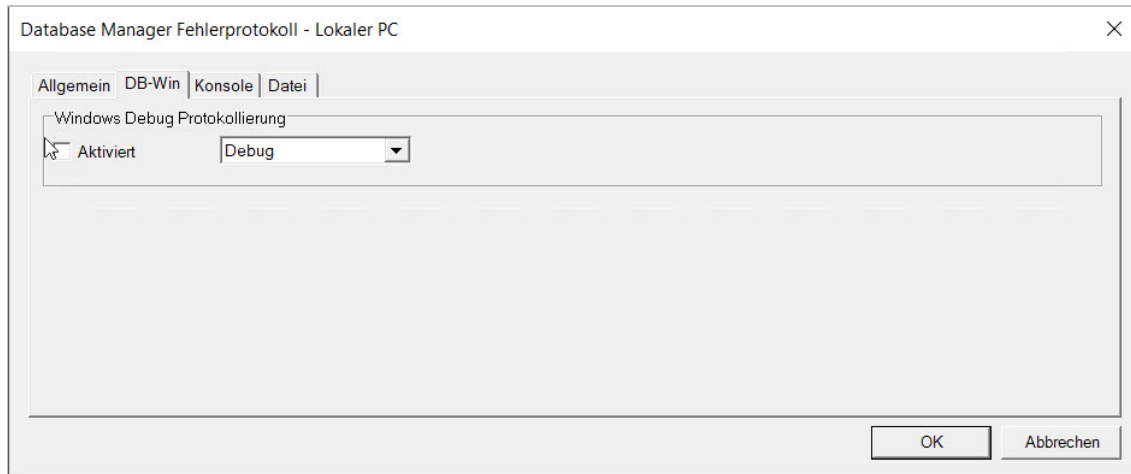 Database Manager Fehlerprotokoll - Lokaler PC
Allgemein DB-Win Konsole Datei
Windows Debug Protokollierung
Aktiviert Debug
OK Abbrechen